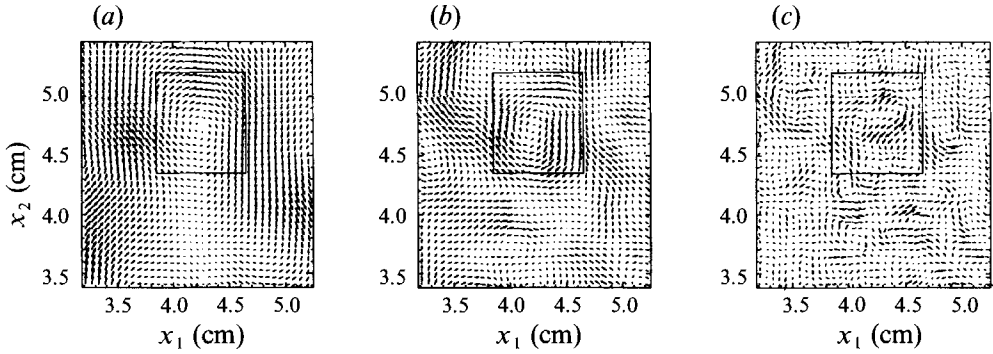 (a) (b) (c)
x₂ (cm)
5.0 5.0 5.0
4.5 4.5 4.5
4.0 4.0 4.0
3.5 3.5 3.5
3.5 4.0 4.5 5.0 3.5 4.0 4.5 5.0 3.5 4.0 4.5 5.0
x₁ (cm) x₁ (cm) x₁ (cm)